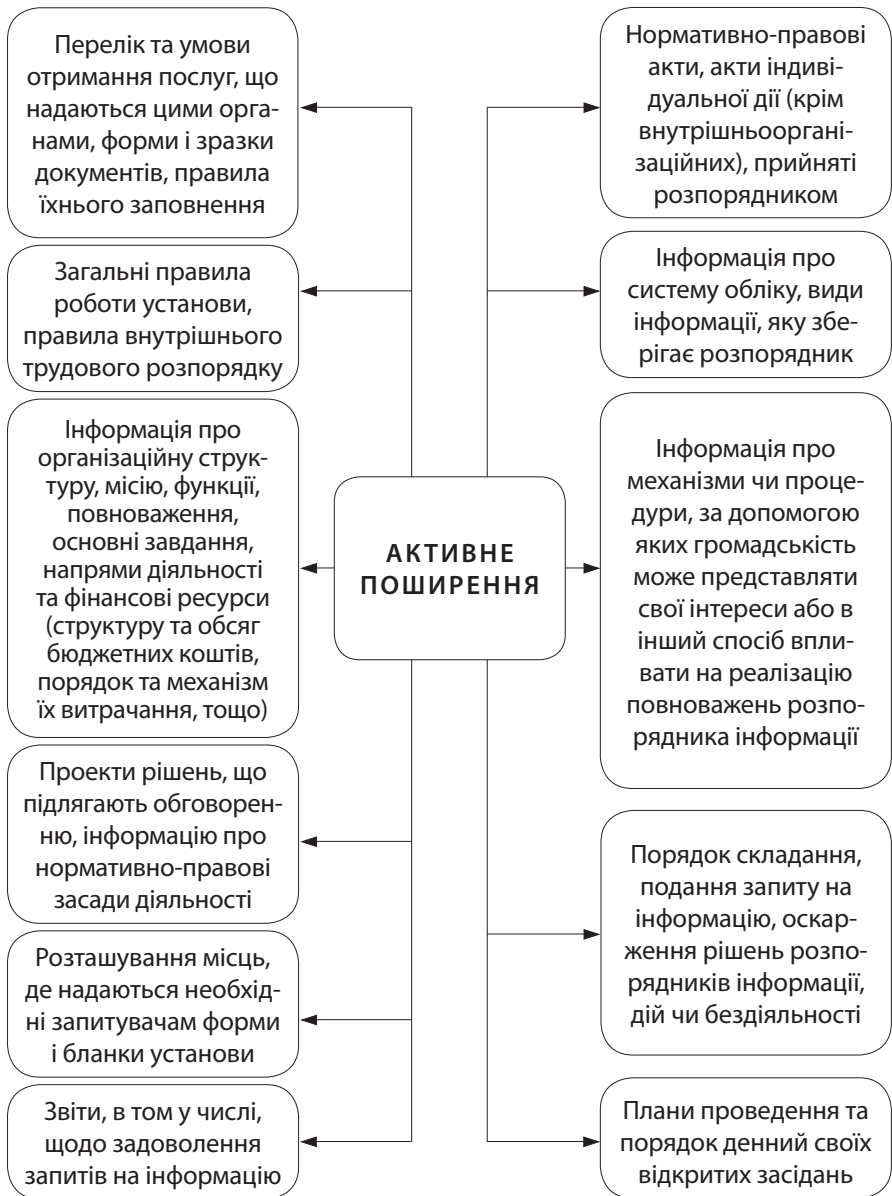 Перелік та умови
отримання послуг, що
надаються цими орга-
нами, форми і зразки
документів, правила
їхнього заповнення
Загальні правила
роботи установи,
правила внутрішнього
трудового розпорядку
Інформація про
організаційну струк-
туру, місію, функції,
повноваження,
основні завдання,
напрями діяльності
та фінансові ресурси
(структуру та обсяг
бюджетних коштів,
порядок та механізм
їх витрачання, тощо)
Проекти рішень, що
підлягають обговорен-
ню, інформацію про
нормативно-правові
засади діяльності
Розташування місць,
де надаються необхід-
ні запитувачам форми
і бланки установи
Звіти, в том у числі,
щодо задоволення
запитів на інформацію
АКТИВНЕ
ПОШИРЕННЯ
Нормативно-правові
акти, акти індиві-
дуальної дії (крім
внутрішньооргані-
заційних), прийняті
розпорядником
Інформація про
систему обліку, види
інформації, яку збе-
рігає розпорядник
Інформація про
механізми чи проце-
дури, за допомогою
яких громадськість
може представляти
свої інтереси або в
інший спосіб впли-
вати на реалізацію
повноважень розпо-
рядника інформації
Порядок складання,
подання запиту на
інформацію, оскар-
ження рішень розпо-
рядників інформації,
дій чи бездіяльності
Плани проведення та
порядок денний своїх
відкритих засідань